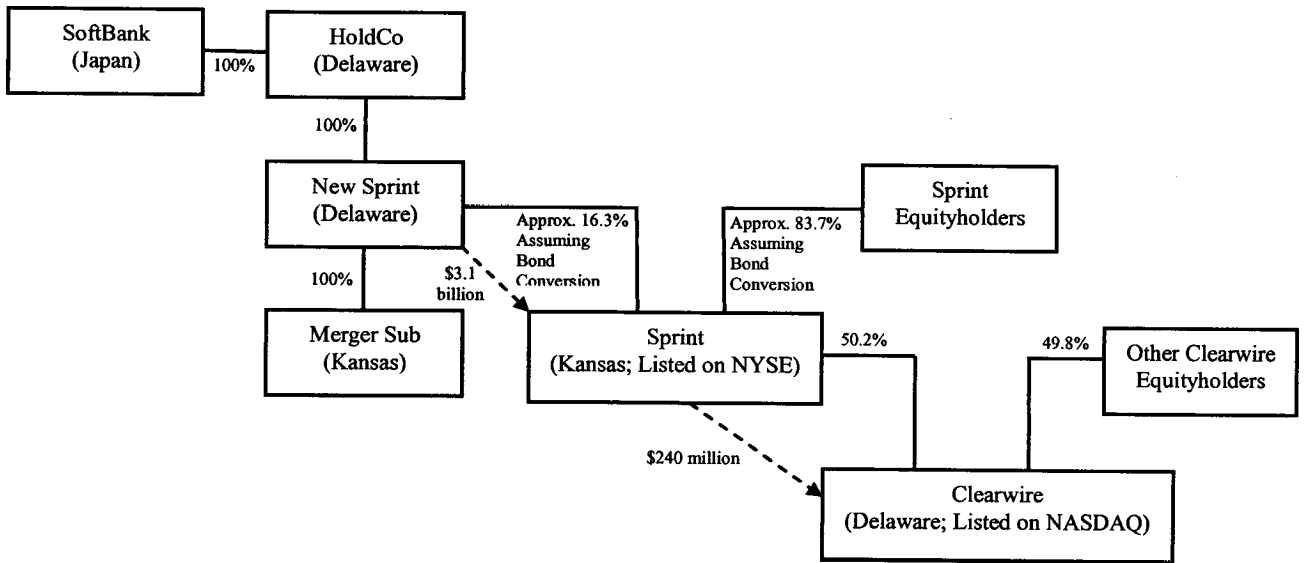 SoftBank
(Japan)
100%
HoldCo
(Delaware)
100%
New Sprint
(Delaware)
100%
Merger Sub
(Kansas)
$3.1
billion
Approx. 16.3%
Assuming
Bond
Conversion
Approx. 83.7%
Assuming
Bond
Conversion
Sprint
Equityholders
Sprint
(Kansas; Listed on NYSE)
50.2%
49.8%
Other Clearwire
Equityholders
$240 million
Clearwire
(Delaware; Listed on NASDAQ)